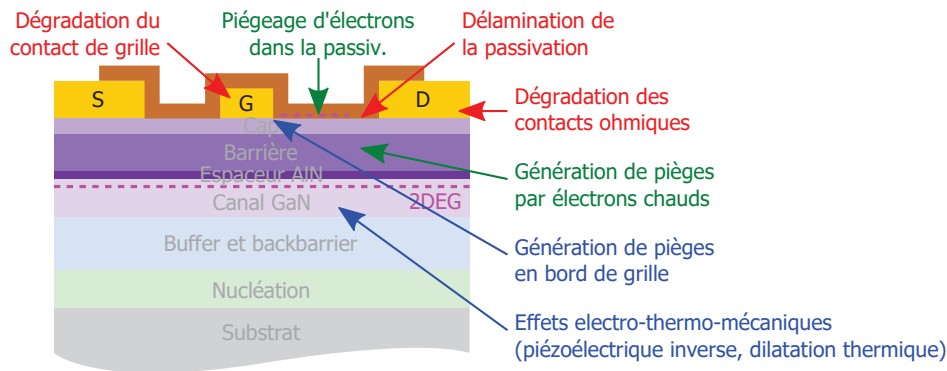 Dégradation du
contact de grille
Piégeage d'électrons
dans la passiv.
Délamination de
la passivation
S
G
D
Dégradation des
contacts ohmiques
Cap
Barrière
Espaceur AlN
Génération de pièges
par électrons chauds
Canal GaN
2DEG
Buffer et backbarrier
Génération de pièges
en bord de grille
Nucléation
Substrat
Effets electro-thermo-mécaniques
(piézoélectrique inverse, dilatation thermique)